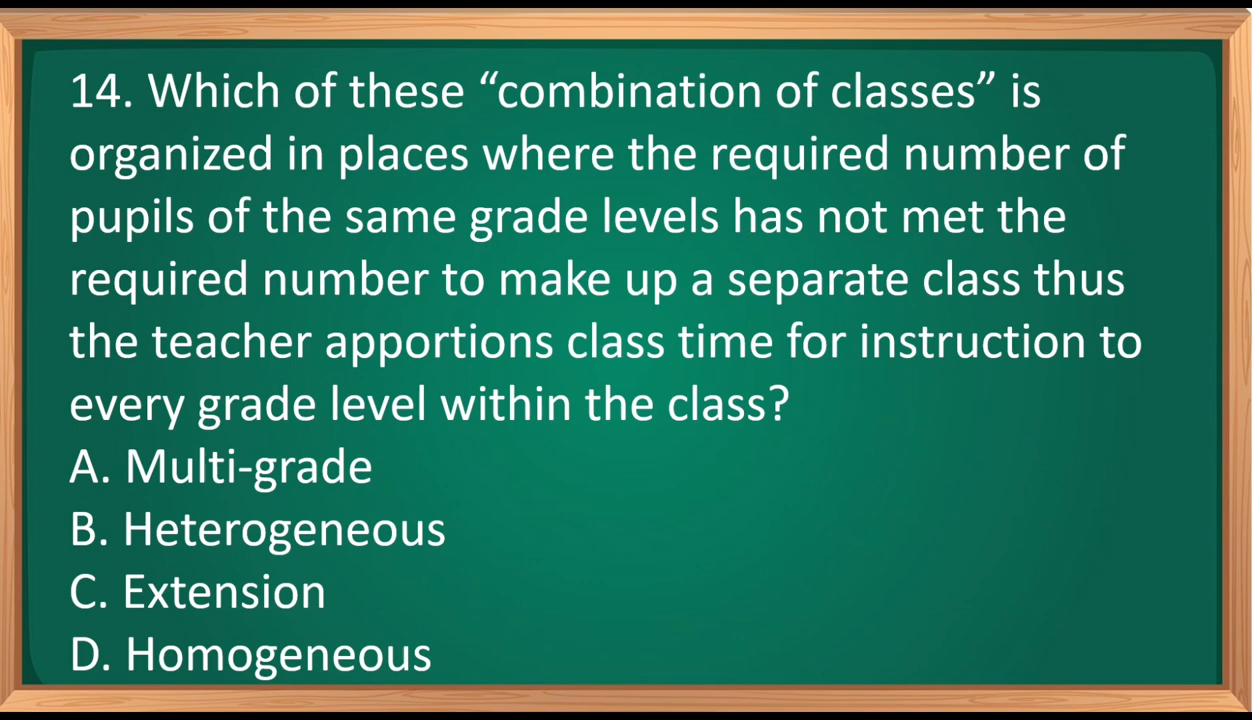 14. Which of these “combination of classes” is
organized in places where the required number of
pupils of the same grade levels has not met the
required number to make up a separate class thus
the teacher apportions class time for instruction to
every grade level within the class?
A. Multi-grade
B. Heterogeneous
C. Extension
D. Homogeneous